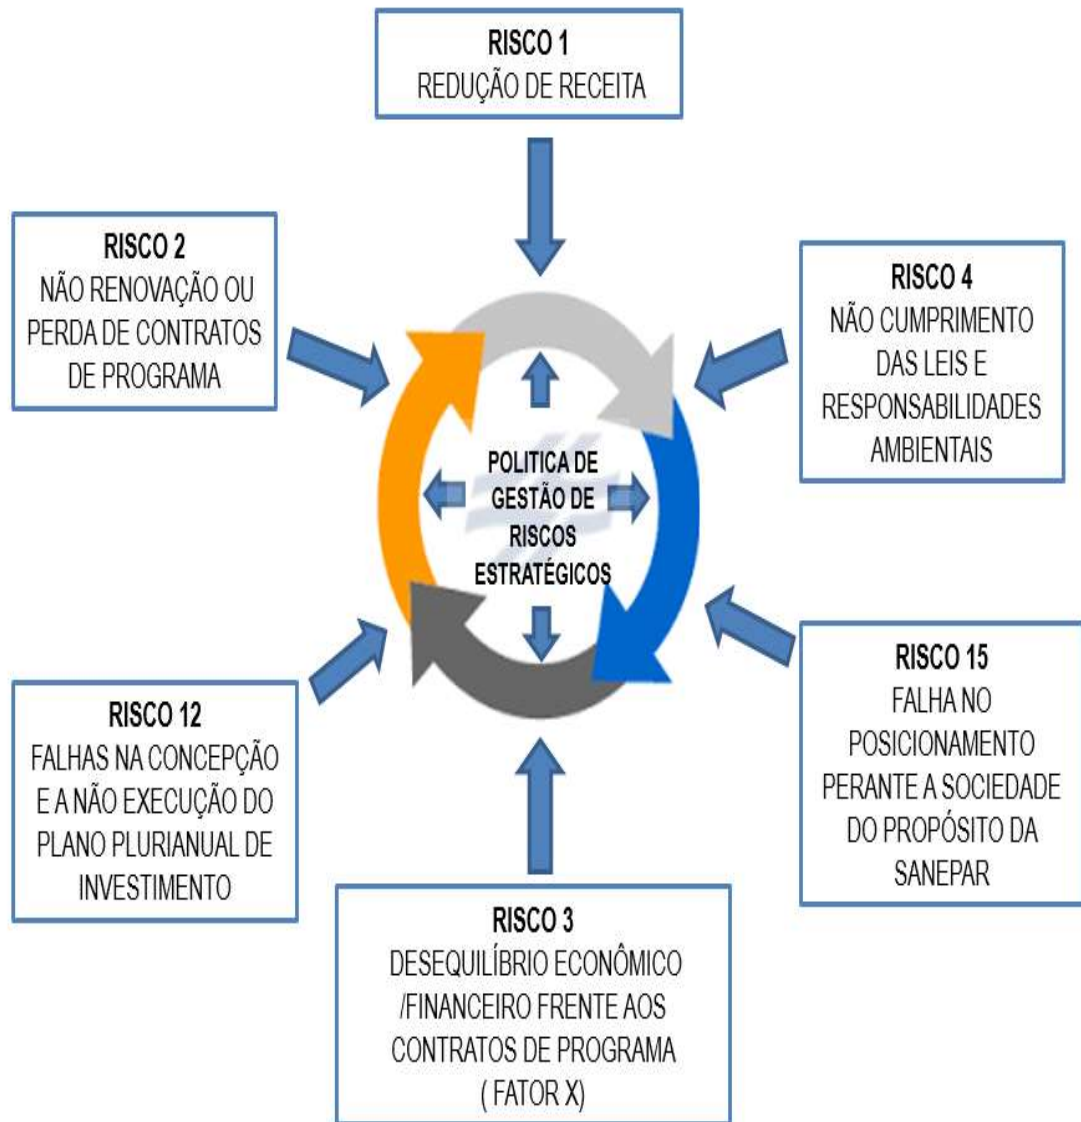 RISCO 1
REDUÇÃO DE RECEITA
RISCO 2
NÃO RENOVAÇÃO OU
PERDA DE CONTRATOS
DE PROGRAMA
RISCO 4
NÃO CUMPRIMENTO
DAS LEIS E
RESPONSABILIDADES
AMBIENTAIS
POLITICA DE
GESTÃO DE
RISCOS
ESTRATÉGICOS
RISCO 12
FALHAS NA CONCEPÇÃO
E A NÃO EXECUÇÃO DO
PLANO PLURIANUAL DE
INVESTIMENTO
RISCO 15
FALHA NO
POSICIONAMENTO
PERANTE A SOCIEDADE
DO PROPÓSITO DA
SANEPAR
RISCO 3
DESEQUILÍBRIO ECONÔMICO
/FINANCEIRO FRENTE AOS
CONTRATOS DE PROGRAMA
( FATOR X)